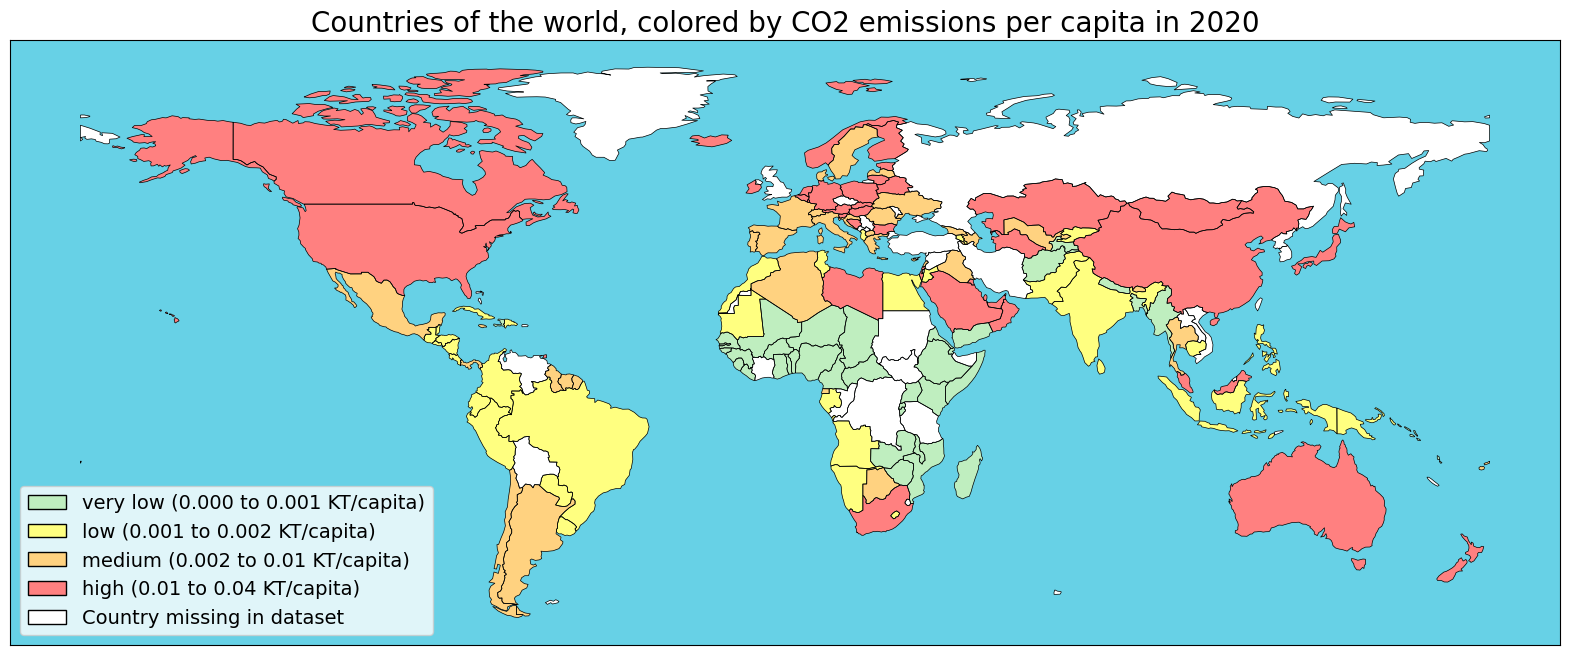 Countries of the world, colored by CO2 emissions per capita in 2020
very low (0.000 to 0.001 KT/capita)
low (0.001 to 0.002 KT/capita)
medium (0.002 to 0.01 KT/capita)
high (0.01 to 0.04 KT/capita)
Country missing in dataset